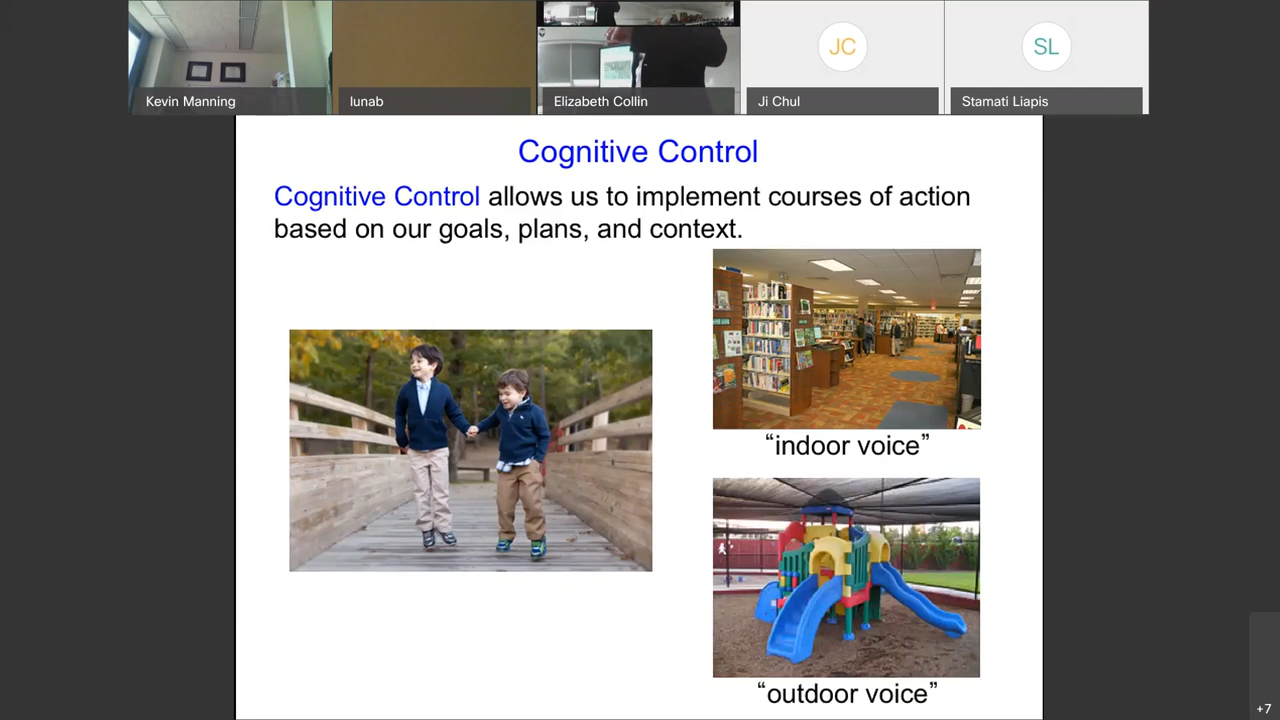 Kevin Manning
lunab
Elizabeth Collin
JC
Ji Chul
SL
Stamati Liapis
Cognitive Control
Cognitive Control allows us to implement courses of action
based on our goals, plans, and context.
“indoor voice”
“outdoor voice”
+7